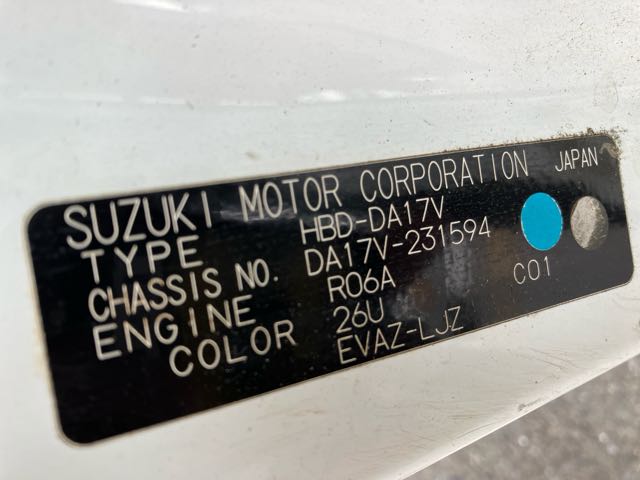 SUZUKI MOTOR CORPORATION JAPAN
TYPE HBD-DA17V
CHASSIS NO. DA17V-231594
ENGINE R06A C01
COLOR 26U
EVAZ-LJZ